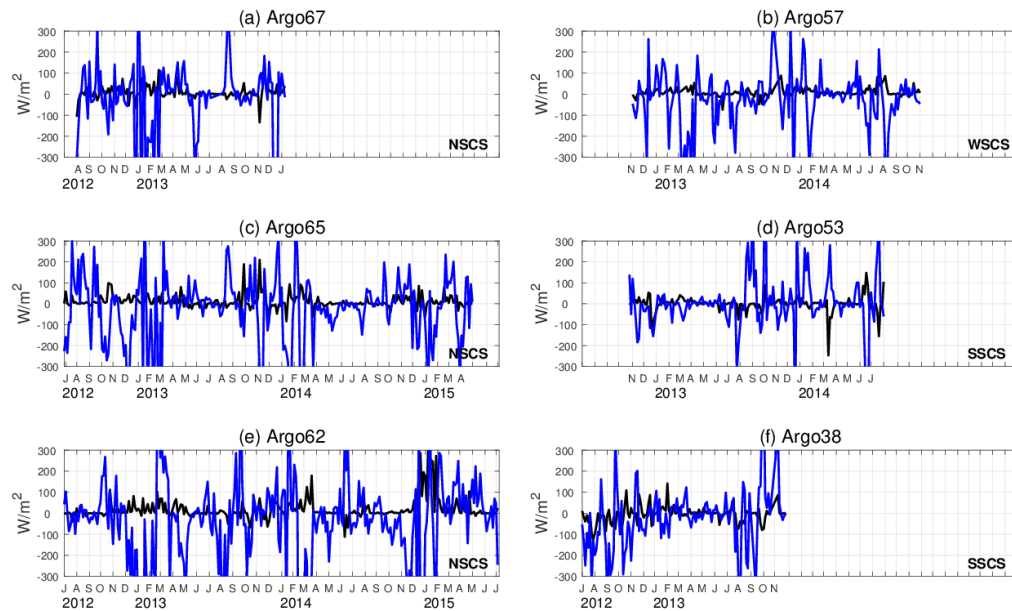 (a) Argo67
300
200
100
0
-100
-200
-300
W/m²
NSCS
A S O N D J F M A M J J A S O N D J
2012 2013
(b) Argo57
300
200
100
0
-100
-200
-300
W/m²
WSCS
N D J F M A M J J A S O N D J F M A M J J A S O N
2013 2014
(c) Argo65
300
200
100
0
-100
-200
-300
W/m²
NSCS
J A S O N D J F M A M J J A S O N D J F M A M J J A S O N D J F M A
2012 2013 2014 2015
(d) Argo53
300
200
100
0
-100
-200
-300
W/m²
SSCS
N D J F M A M J J A S O N D J F M A M J J
2013 2014
(e) Argo62
300
200
100
0
-100
-200
-300
W/m²
NSCS
J A S O N D J F M A M J J A S O N D J F M A M J J A S O N D J F M A M J J
2012 2013 2014 2015
(f) Argo38
300
200
100
0
-100
-200
-300
W/m²
SSCS
J A S O N D J F M A M J J A S O N
2012 2013